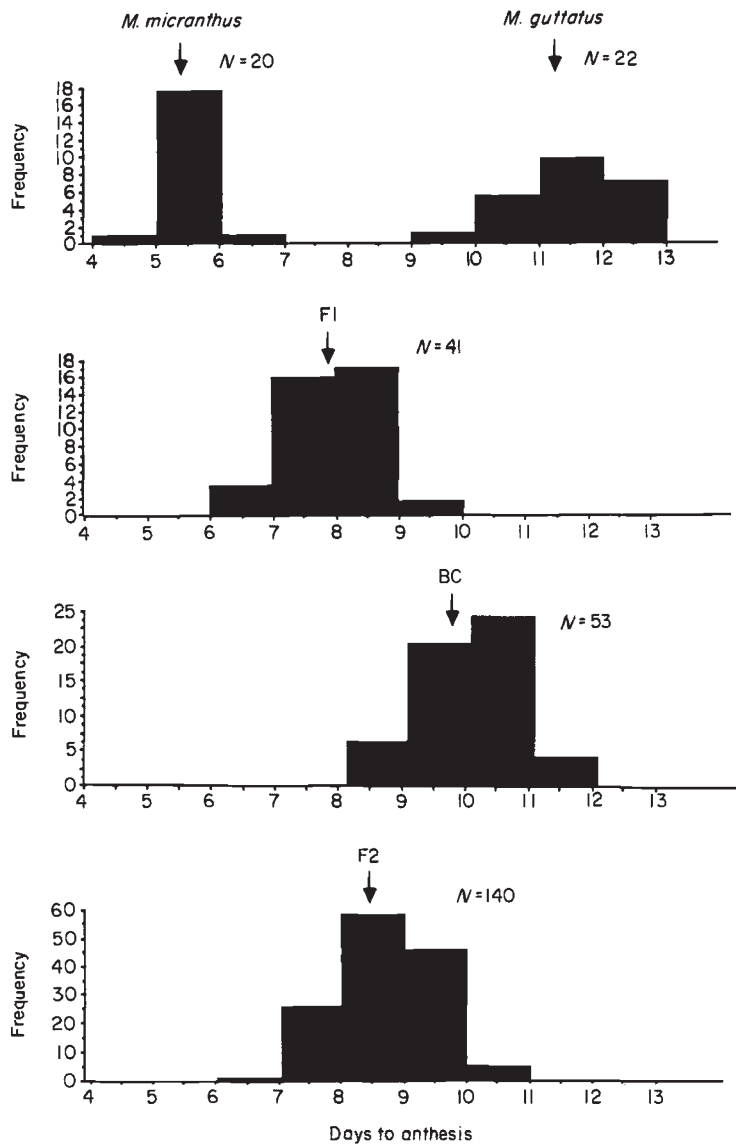 M. micranthus M. guttatus
N=20 N=22
Frequency
18
16
14
12
10
8
6
4
2
0
4 5 6 7 8 9 10 11 12 13
F1
N=41
Frequency
18
16
14
12
10
8
6
4
2
0
4 5 6 7 8 9 10 11 12 13
BC
N=53
Frequency
25
20
15
10
5
0
4 5 6 7 8 9 10 11 12 13
F2
N=140
Frequency
60
50
40
30
20
10
0
4 5 6 7 8 9 10 11 12 13
Days to anthesis